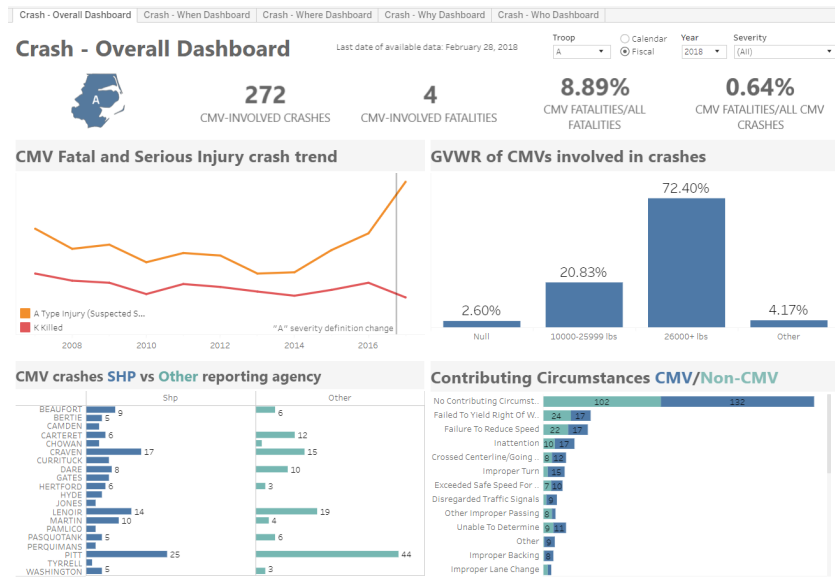 Crash - Overall Dashboard Crash - When Dashboard Crash - Where Dashboard Crash - Why Dashboard Crash - Who Dashboard
Crash - Overall Dashboard
Last date of available data: February 28, 2018
Troop
A
Calendar
Fiscal
Year
2018
Severity
(All)
A
272
CMV-INVOLVED CRASHES
4
CMV-INVOLVED FATALITIES
8.89%
CMV FATALITIES/ALL
FATALITIES
0.64%
CMV FATALITIES/ALL CMV
CRASHES
CMV Fatal and Serious Injury crash trend
A Type Injury (Suspected S...
K Killed
"A" severity definition change
2008 2010 2012 2014 2016
GVWR of CMVs involved in crashes
2.60% 20.83% 72.40% 4.17%
Null 10000-25999 lbs 26000+ lbs Other
CMV crashes SHP vs Other reporting agency
Shp Other
BEAUFORT 9 6
BERTIE 5
CAMDEN
CARTERET 6 12
CHOWAN
CRAVEN 17 15
CURRITUCK
DARE 8 10
GATES
HERTFORD 6 3
HYDE
JONES
LENOIR 14 19
MARTIN 10 4
PAMLICO
PASQUOTANK 5 6
PERQUIMANS
PITT 25 44
TYRRELL
WASHINGTON 5 3
Contributing Circumstances CMV/Non-CMV
No Contributing Circumst.. 102 132
Failed To Yield Right Of W.. 24 17
Failure To Reduce Speed 22 17
Inattention 10 17
Crossed Centerline/Going .. 8 12
Improper Turn 15
Exceeded Safe Speed For .. 7 10
Disregarded Traffic Signals 9
Other Improper Passing 8
Unable To Determine 9 11
Other 9
Improper Backing 8
Improper Lane Change